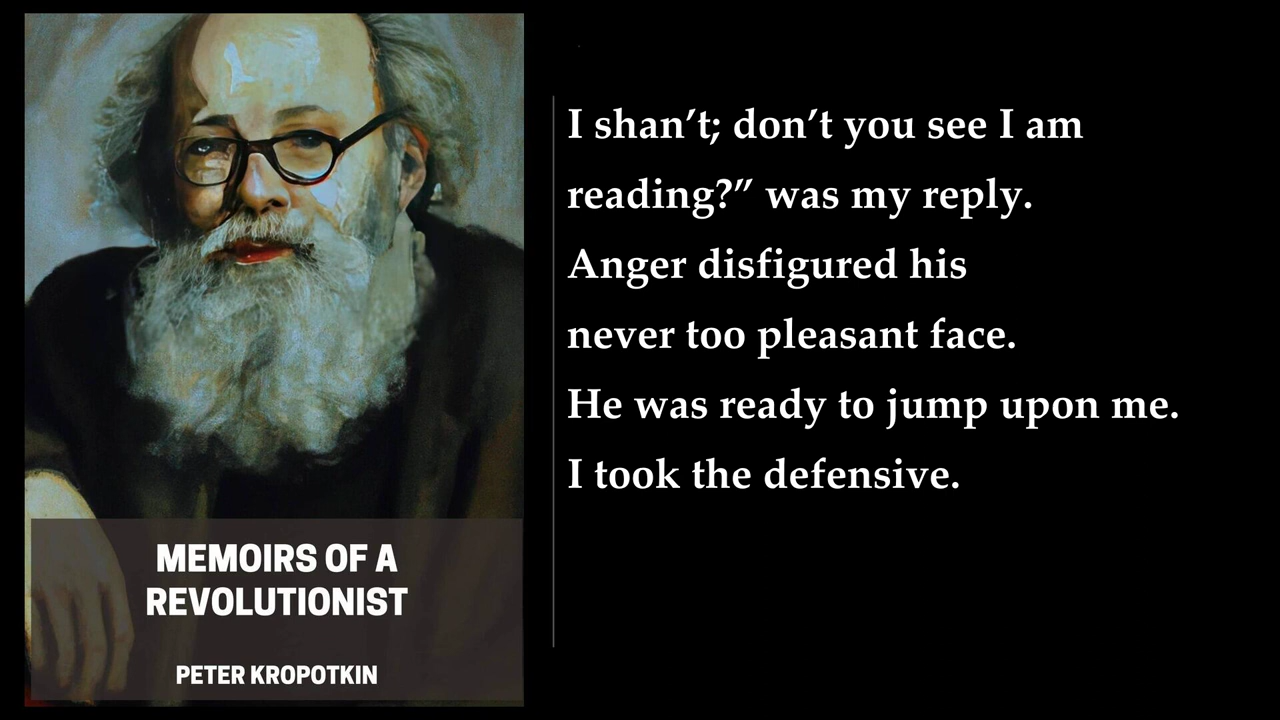 MEMOIRS OF A
REVOLUTIONIST
PETER KROPOTKIN
I shan’t; don’t you see I am
reading?” was my reply.
Anger disfigured his
never too pleasant face.
He was ready to jump upon me.
I took the defensive.